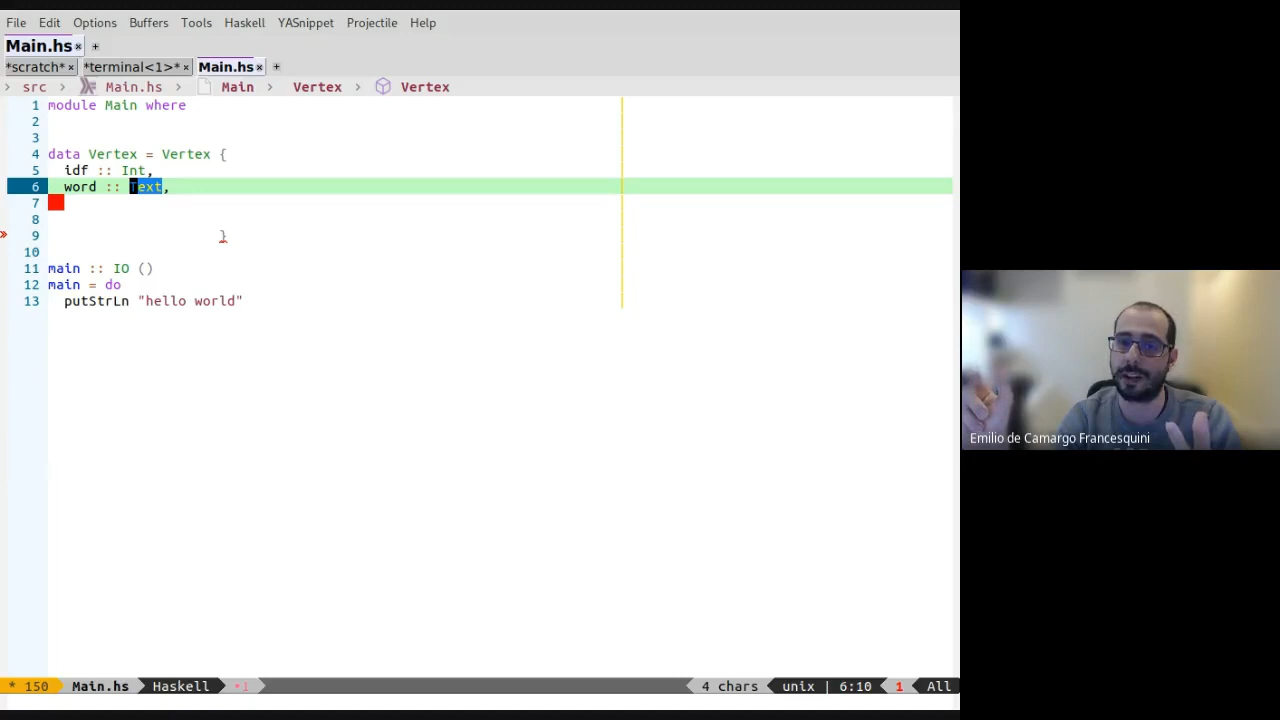 File Edit Options Buffers Tools Haskell YASnippet Projectile Help
Main.hs
*scratch* *terminal<1>* Main.hs
src Main.hs Main Vertex Vertex
1 module Main where
2
3
4 data Vertex = Vertex {
5 idf :: Int,
6 word :: Text,
7
8
9 }
10
11 main :: IO ()
12 main = do
13 putStrLn "hello world"
Emilio de Camargo Francesquini
* 150 Main.hs Haskell •1 4 chars unix | 6:10 1 All